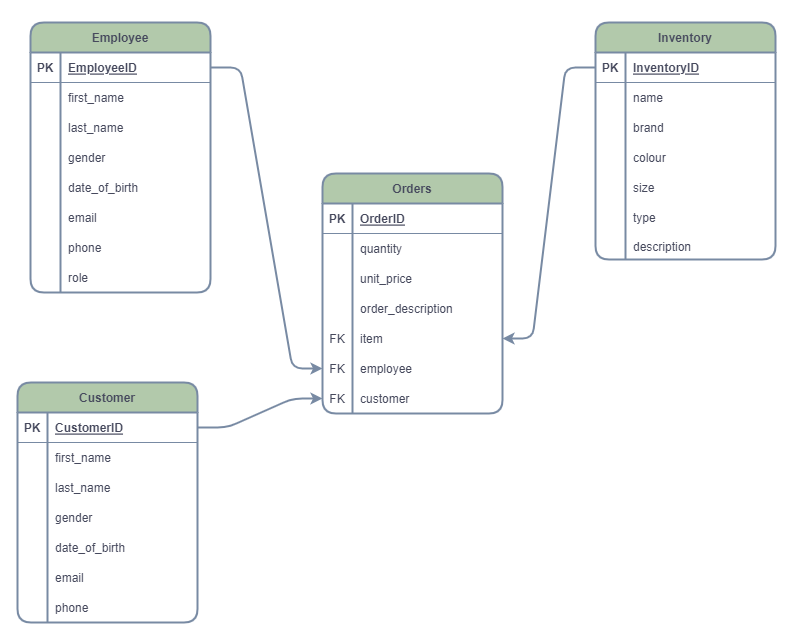 Employee
PK EmployeeID
first_name
last_name
gender
date_of_birth
email
phone
role
Inventory
PK InventoryID
name
brand
colour
size
type
description
Orders
PK OrderID
quantity
unit_price
order_description
FK item
FK employee
FK customer
Customer
PK CustomerID
first_name
last_name
gender
date_of_birth
email
phone